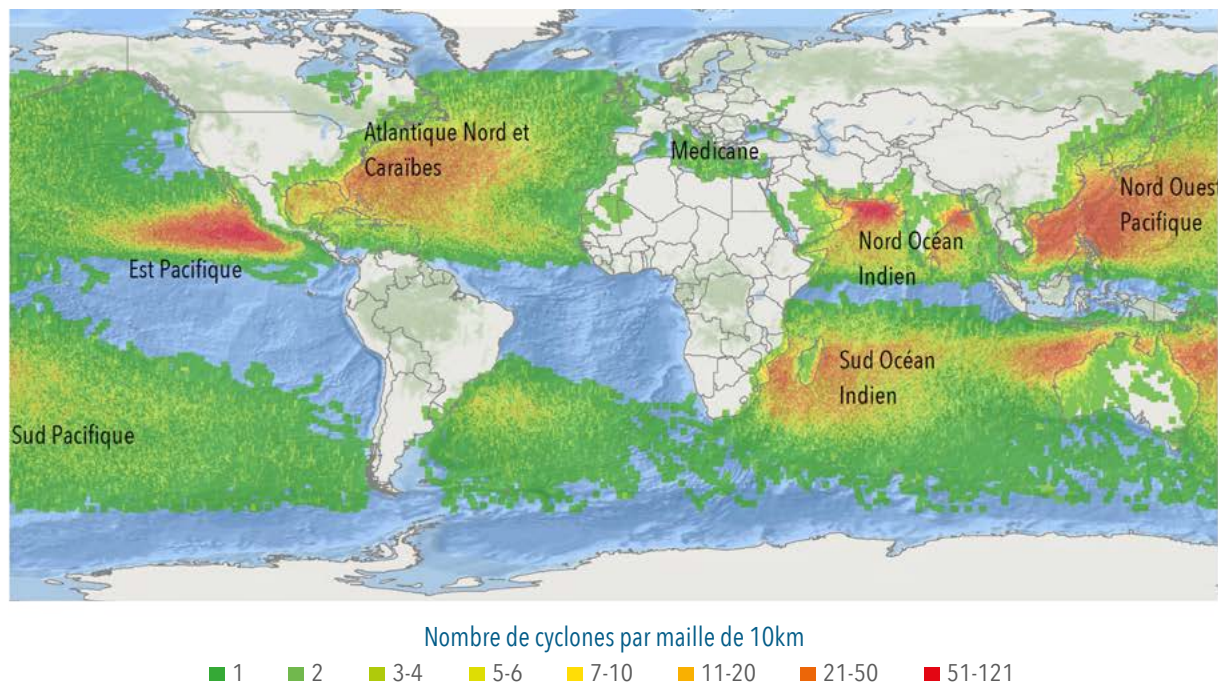 Atlantique Nord et
Caraïbes
Medicane
Nord Ouest
Pacifique
Nord Océan
Indien
Est Pacifique
Sud Océan
Indien
Sud Pacifique
Nombre de cyclones par maille de 10km
1 2 3-4 5-6 7-10 11-20 21-50 51-121